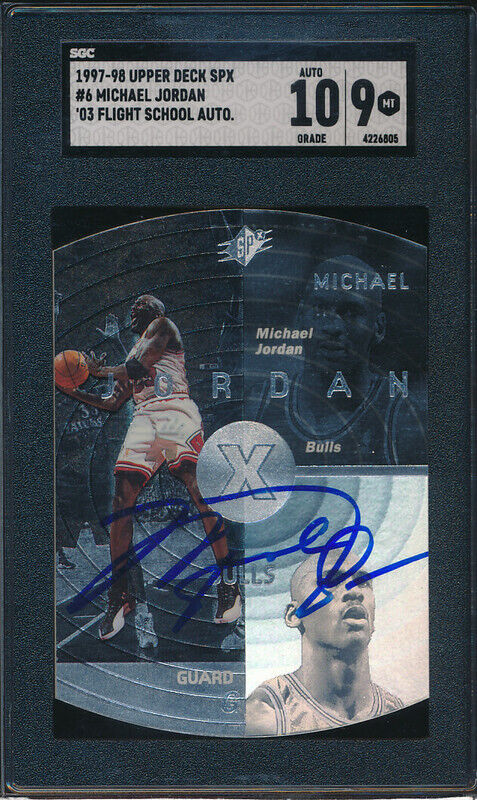 SGC
1997-98 UPPER DECK SPX
#6 MICHAEL JORDAN
'03 FLIGHT SCHOOL AUTO.
AUTO
10
GRADE
9
MT
4226805
SPx
MICHAEL
Michael
Jordan
JORDAN
Bulls
X
BULLS
GUARD
G